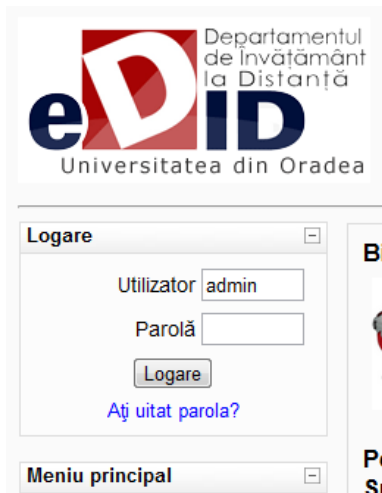 Departamentul
de Învățământ
la Distanță
eDID
Universitatea din Oradea
Logare
Utilizator admin
Parolă
Logare
Aţi uitat parola?
Meniu principal